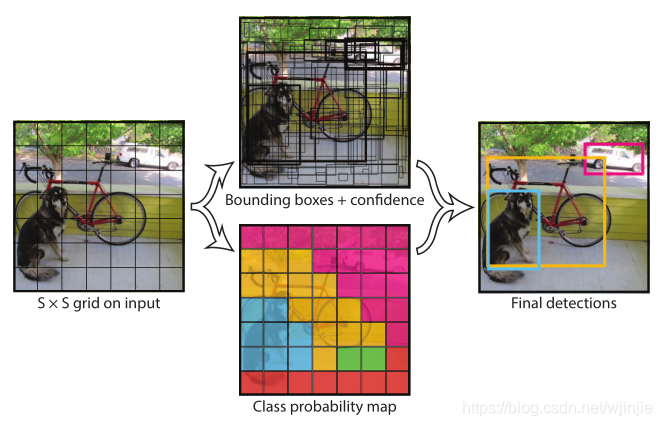 Bounding boxes + confidence
S × S grid on input
Final detections
Class probability map
https://blog.csdn.net/wjinjie